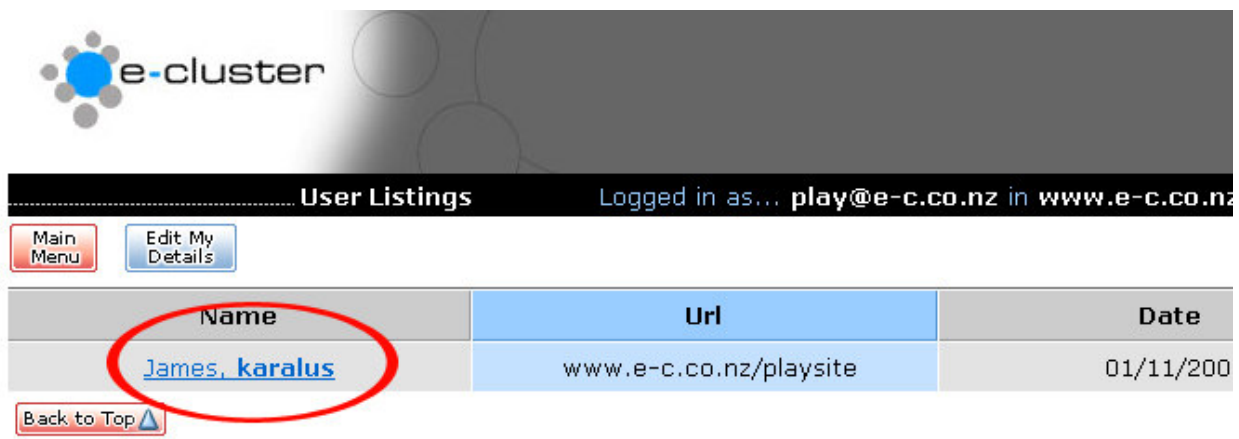 e-cluster
User Listings Logged in as... play@e-c.co.nz in www.e-c.co.nz
Main Menu
Edit My Details
Name Url Date
James, karalus www.e-c.co.nz/playsite 01/11/200
Back to Top